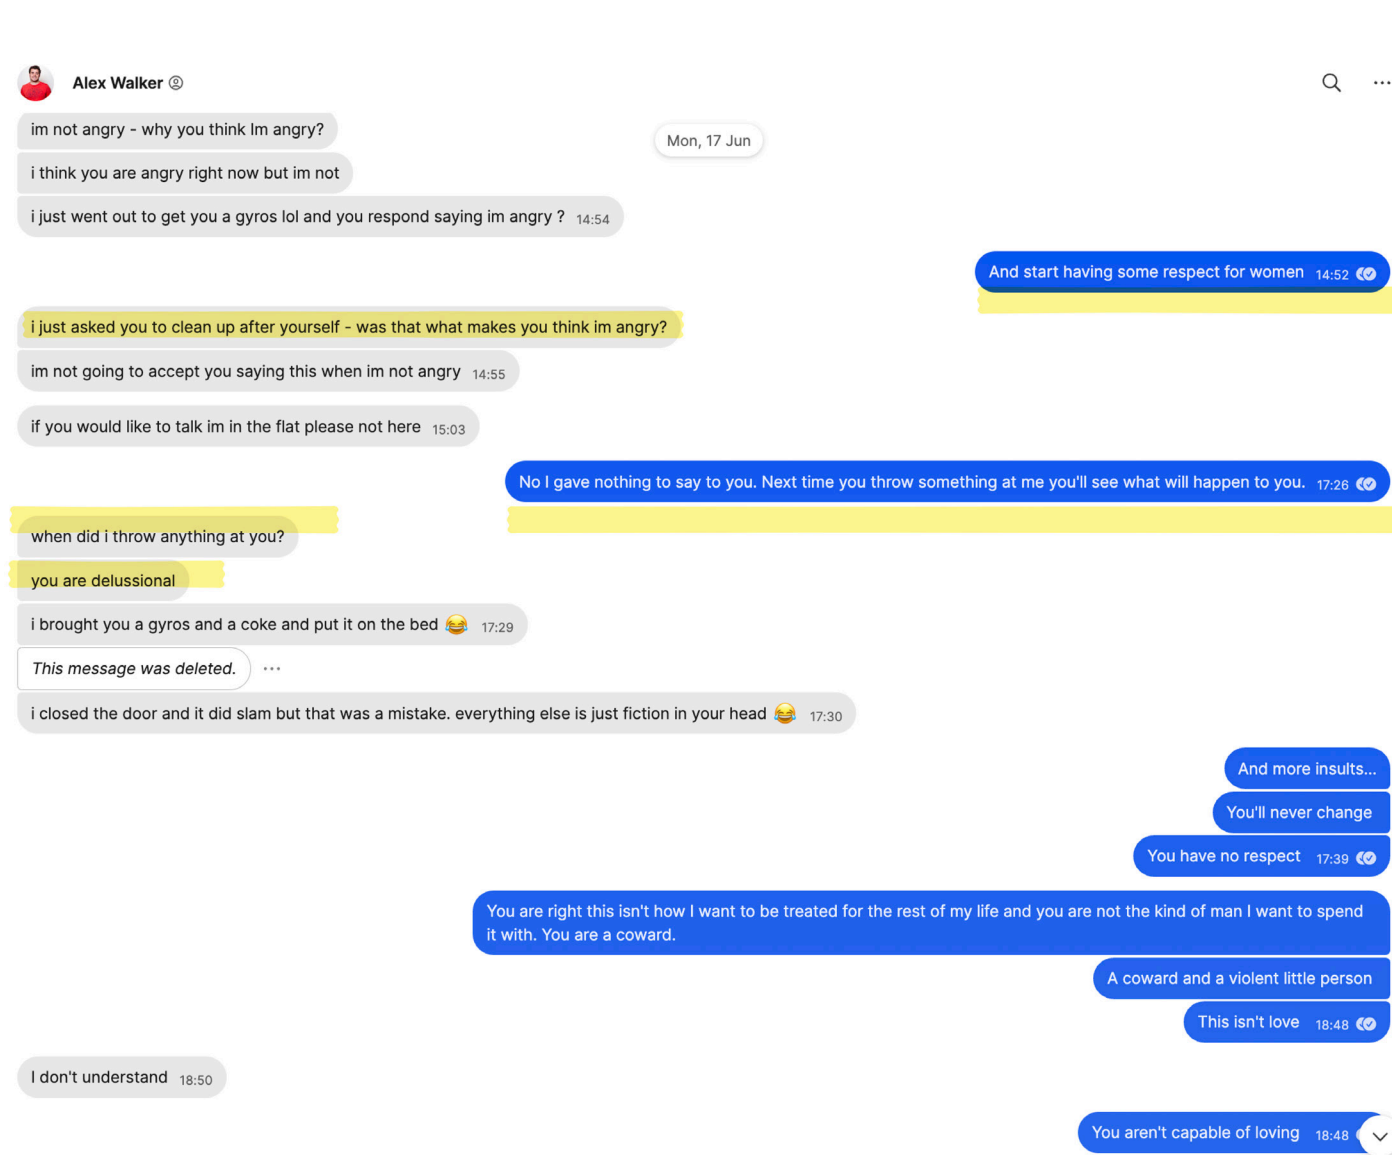 Alex Walker
im not angry - why you think Im angry?
Mon, 17 Jun
i think you are angry right now but im not
i just went out to get you a gyros lol and you respond saying im angry ? 14:54
And start having some respect for women 14:52
i just asked you to clean up after yourself - was that what makes you think im angry?
im not going to accept you saying this when im not angry 14:55
if you would like to talk im in the flat please not here 15:03
No I gave nothing to say to you. Next time you throw something at me you'll see what will happen to you. 17:26
when did i throw anything at you?
you are delussional
i brought you a gyros and a coke and put it on the bed 😂 17:29
This message was deleted.
i closed the door and it did slam but that was a mistake. everything else is just fiction in your head 😂 17:30
And more insults...
You'll never change
You have no respect 17:39
You are right this isn't how I want to be treated for the rest of my life and you are not the kind of man I want to spend
it with. You are a coward.
A coward and a violent little person
This isn't love 18:48
I don't understand 18:50
You aren't capable of loving 18:48